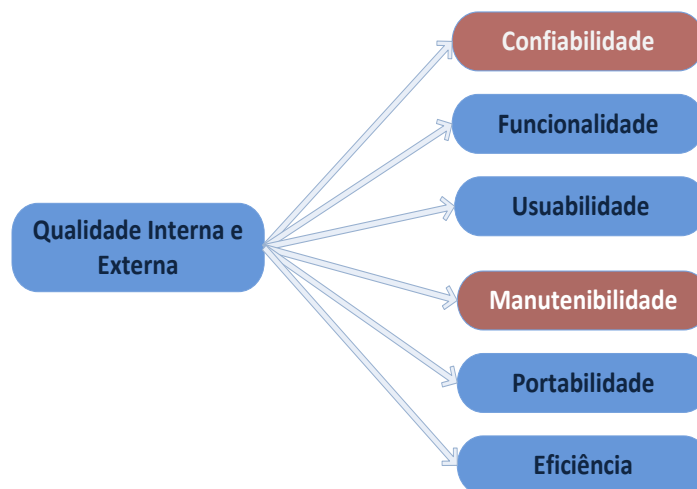 Confiabilidade
Funcionalidade
Usuabilidade
Qualidade Interna e
Externa
Manutenibilidade
Portabilidade
Eficiência